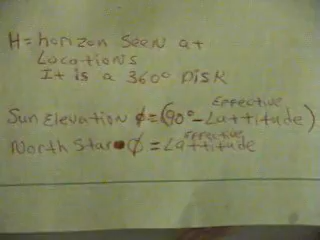 H = horizon seen at
Locations
It is a 360° Disk
Effective
Sun Elevation ϕ = (90° - Lattitude)
Effective
North Star ϕ = Lattitude